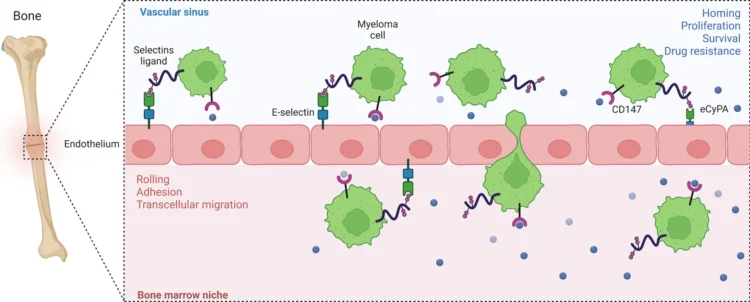 Bone
Vascular sinus
Homing
Proliferation
Survival
Drug resistance
Myeloma
cell
Selectins
ligand
E-selectin
CD147
eCyPA
Endothelium
Rolling
Adhesion
Transcellular migration
Bone marrow niche